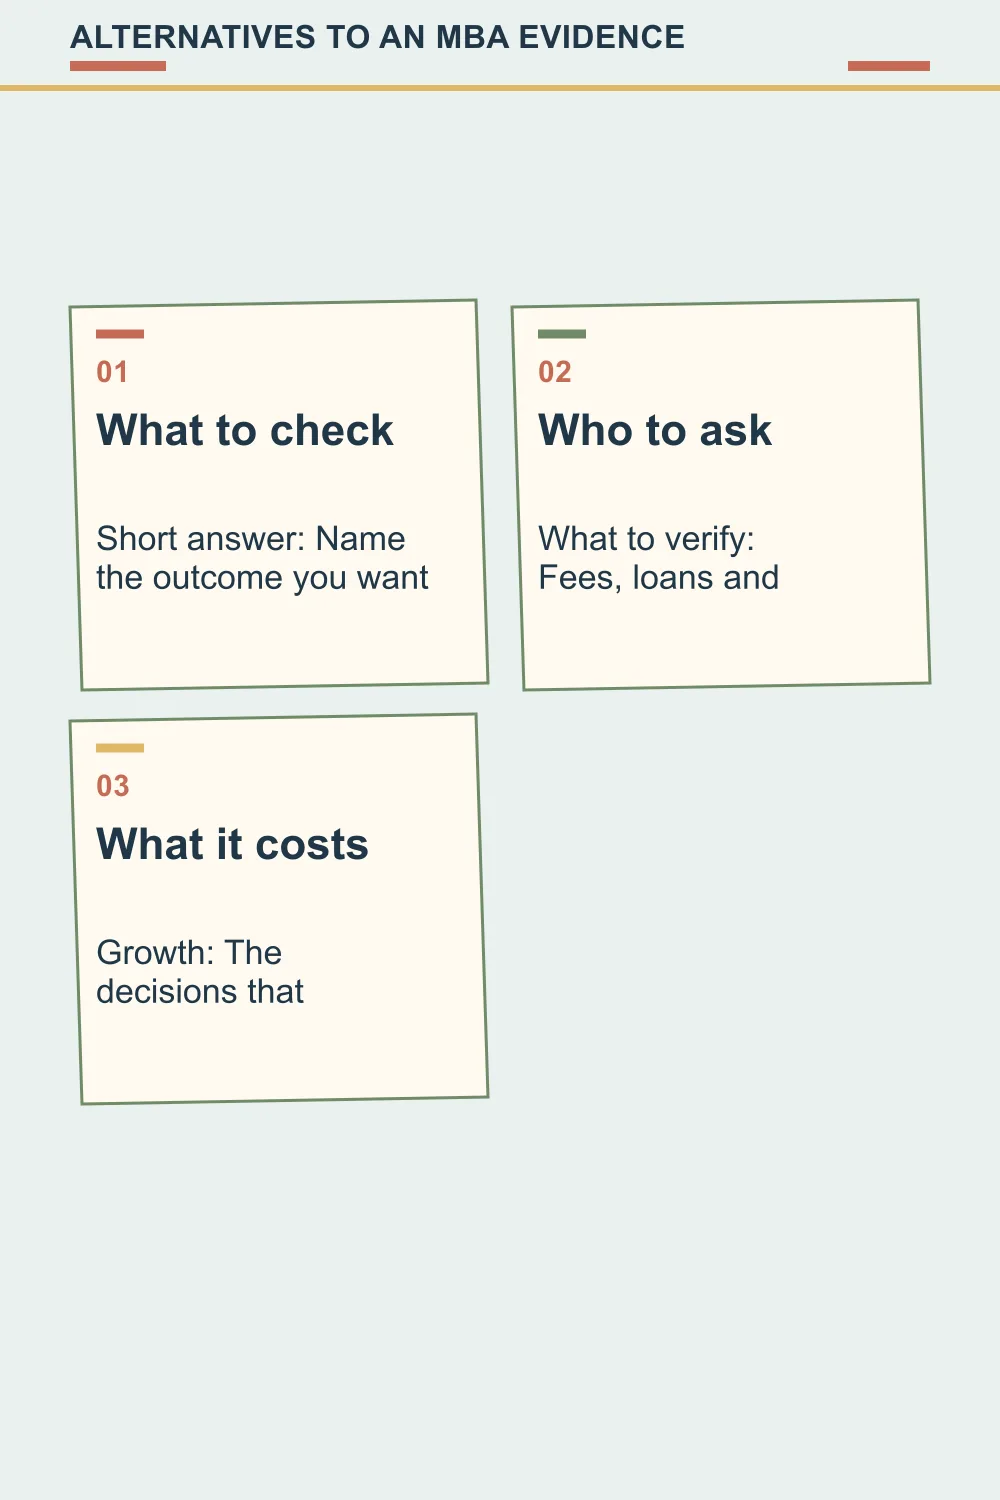 ALTERNATIVES TO AN MBA EVIDENCE
01
What to check
Short answer: Name
the outcome you want
02
Who to ask
What to verify:
Fees, loans and
03
What it costs
Growth: The
decisions that